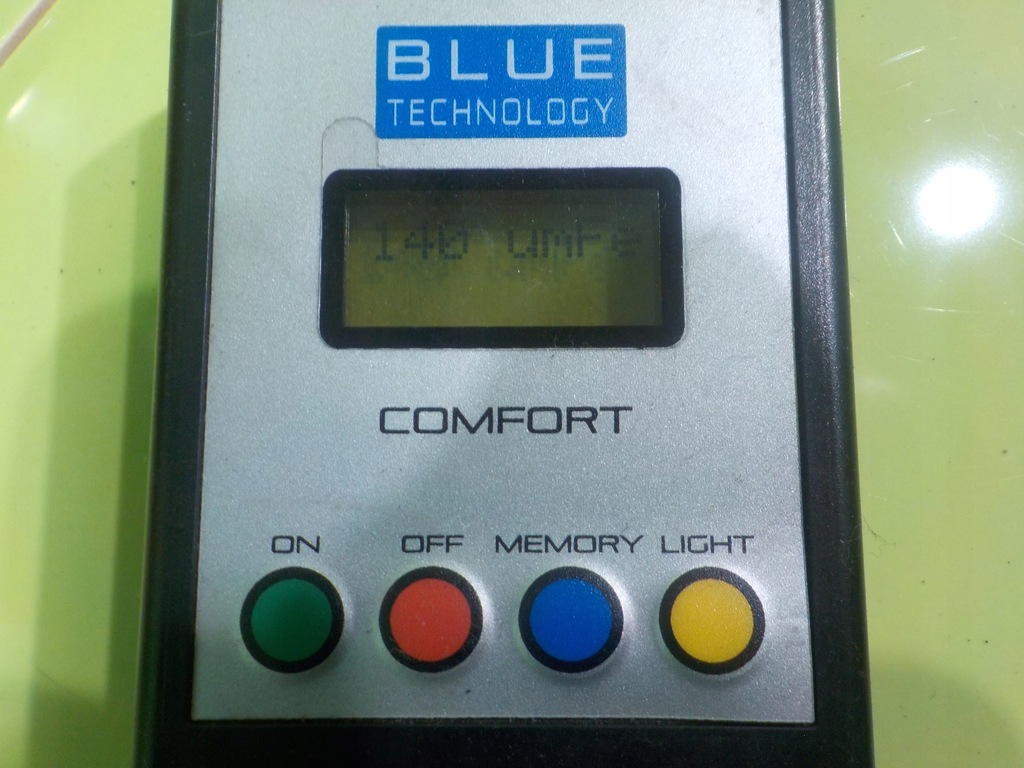 BLUE
TECHNOLOGY
140 umFe
COMFORT
ON OFF MEMORY LIGHT